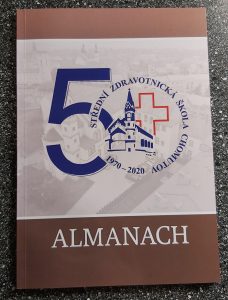 50
STŘEDNÍ ZDRAVOTNICKÁ ŠKOLA CHOMUTOV
1970 - 2020
ALMANACH